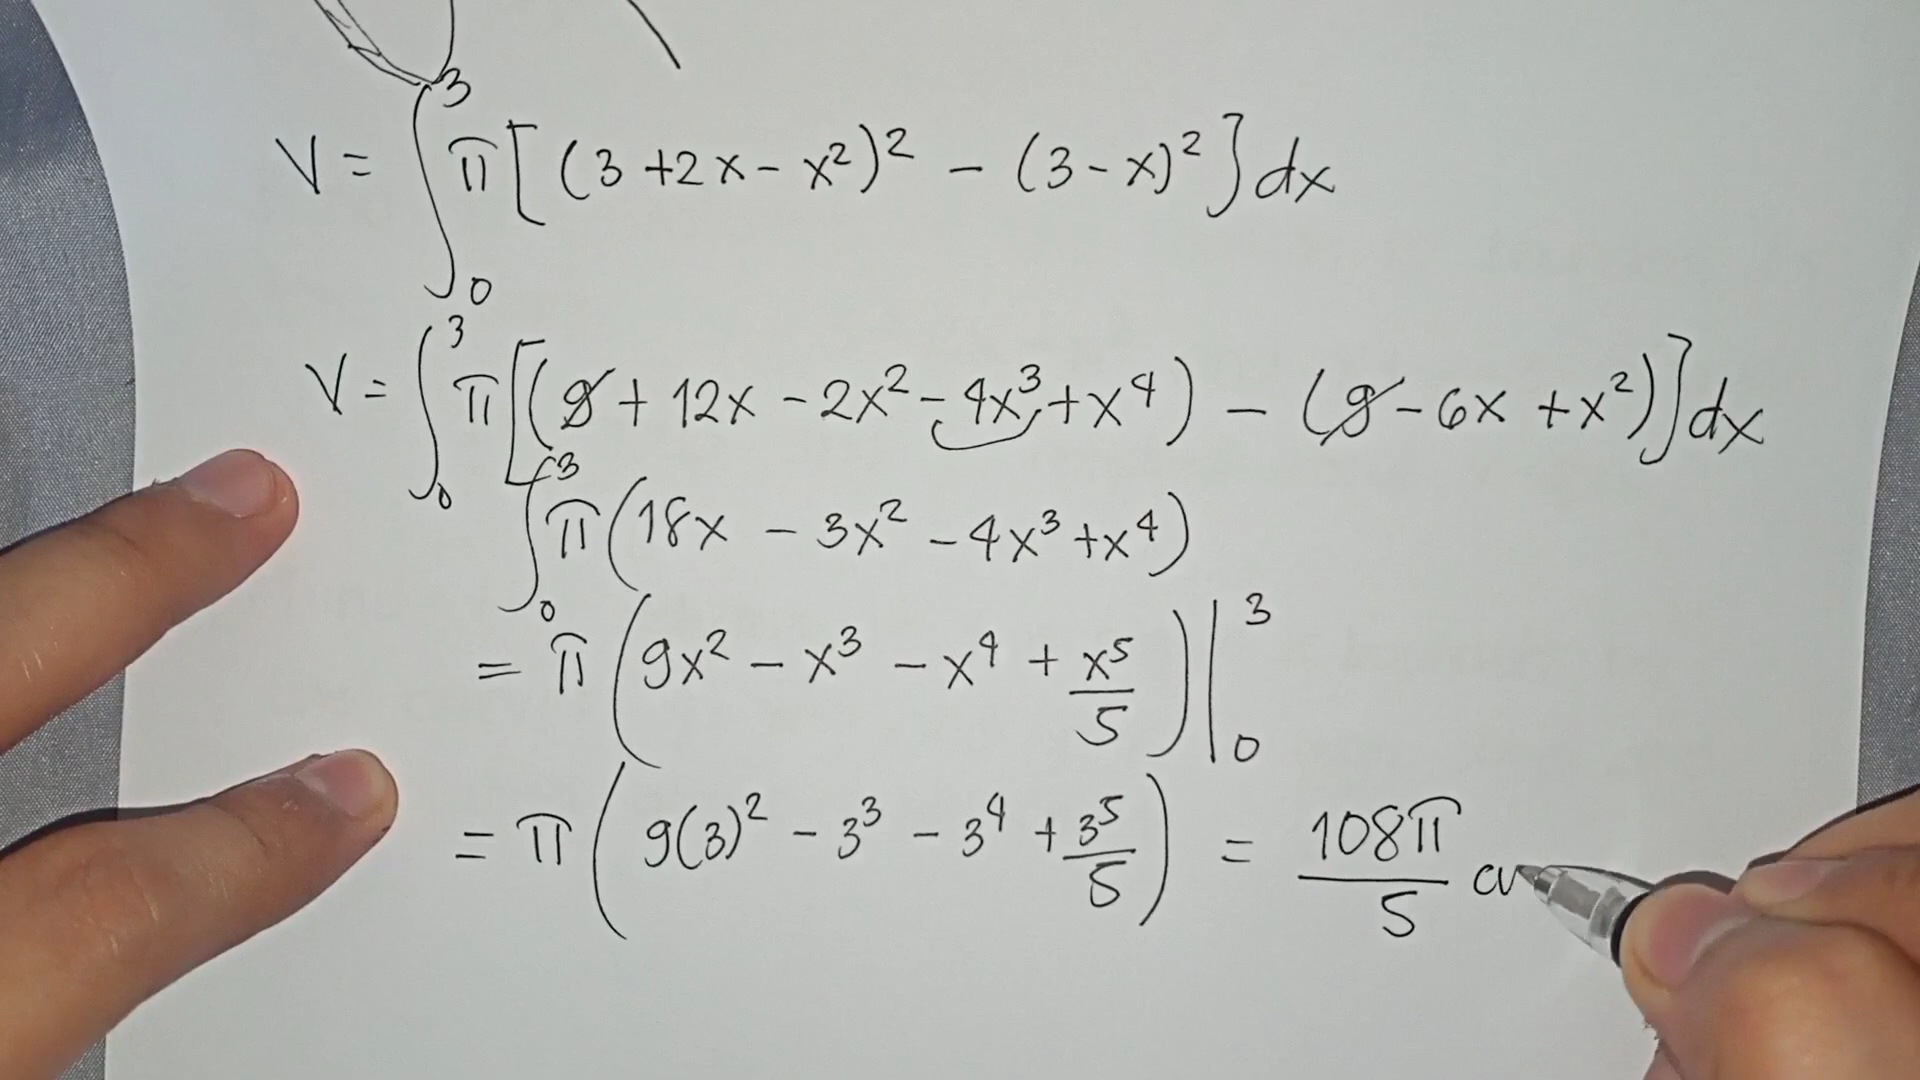 V = ∫₀³ π[(3 + 2x - x²)² - (3 - x)²] dx
V = ∫₀³ π[(9 + 12x - 2x² - 4x³ + x⁴) - (9 - 6x + x²)] dx
∫₀³ π(18x - 3x² - 4x³ + x⁴)
= π(9x² - x³ - x⁴ + x⁵/5)|₀³
= π(9(3)² - 3³ - 3⁴ + 3⁵/5) = 108π/5 cu